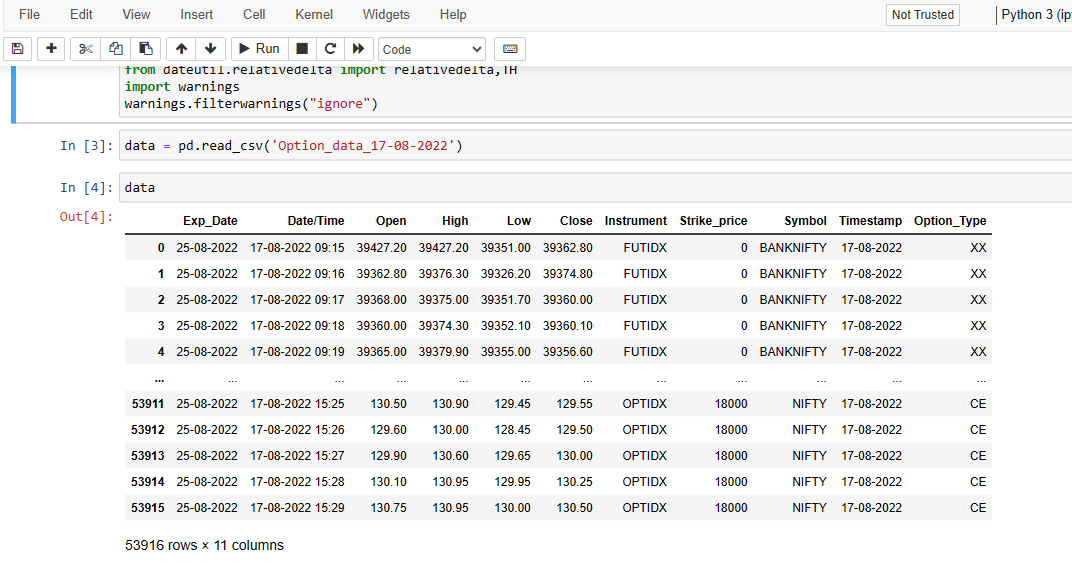 File Edit View Insert Cell Kernel Widgets Help Not Trusted Python 3 (ip
Run Code
from dateutil.relativedelta import relativedelta,TH
import warnings
warnings.filterwarnings("ignore")
In [3]: data = pd.read_csv('Option_data_17-08-2022')
In [4]: data
Out[4]:
Exp_Date Date/Time Open High Low Close Instrument Strike_price Symbol Timestamp Option_Type
0 25-08-2022 17-08-2022 09:15 39427.20 39427.20 39351.00 39362.80 FUTIDX 0 BANKNIFTY 17-08-2022 XX
1 25-08-2022 17-08-2022 09:16 39362.80 39376.30 39326.20 39374.80 FUTIDX 0 BANKNIFTY 17-08-2022 XX
2 25-08-2022 17-08-2022 09:17 39368.00 39375.00 39351.70 39360.00 FUTIDX 0 BANKNIFTY 17-08-2022 XX
3 25-08-2022 17-08-2022 09:18 39360.00 39374.30 39352.10 39360.10 FUTIDX 0 BANKNIFTY 17-08-2022 XX
4 25-08-2022 17-08-2022 09:19 39365.00 39379.90 39355.00 39356.60 FUTIDX 0 BANKNIFTY 17-08-2022 XX
... ... ... ... ... ... ... ... ... ... ... ...
53911 25-08-2022 17-08-2022 15:25 130.50 130.90 129.45 129.55 OPTIDX 18000 NIFTY 17-08-2022 CE
53912 25-08-2022 17-08-2022 15:26 129.60 130.00 128.45 129.50 OPTIDX 18000 NIFTY 17-08-2022 CE
53913 25-08-2022 17-08-2022 15:27 129.90 130.60 129.65 130.00 OPTIDX 18000 NIFTY 17-08-2022 CE
53914 25-08-2022 17-08-2022 15:28 130.10 130.95 129.95 130.25 OPTIDX 18000 NIFTY 17-08-2022 CE
53915 25-08-2022 17-08-2022 15:29 130.75 130.95 130.00 130.50 OPTIDX 18000 NIFTY 17-08-2022 CE
53916 rows × 11 columns